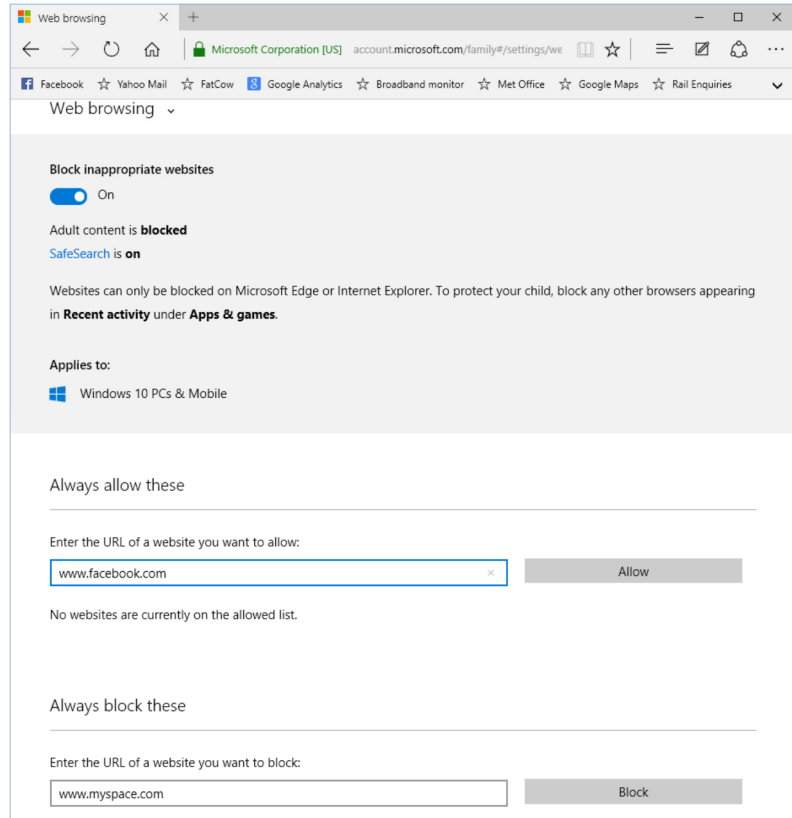 Web browsing
Microsoft Corporation [US] account.microsoft.com/family#/settings/we
Facebook Yahoo Mail FatCow Google Analytics Broadband monitor Met Office Google Maps Rail Enquiries
Web browsing
Block inappropriate websites
On
Adult content is blocked
SafeSearch is on
Websites can only be blocked on Microsoft Edge or Internet Explorer. To protect your child, block any other browsers appearing
in Recent activity under Apps & games.
Applies to:
Windows 10 PCs & Mobile
Always allow these
Enter the URL of a website you want to allow:
www.facebook.com Allow
No websites are currently on the allowed list.
Always block these
Enter the URL of a website you want to block:
www.myspace.com Block